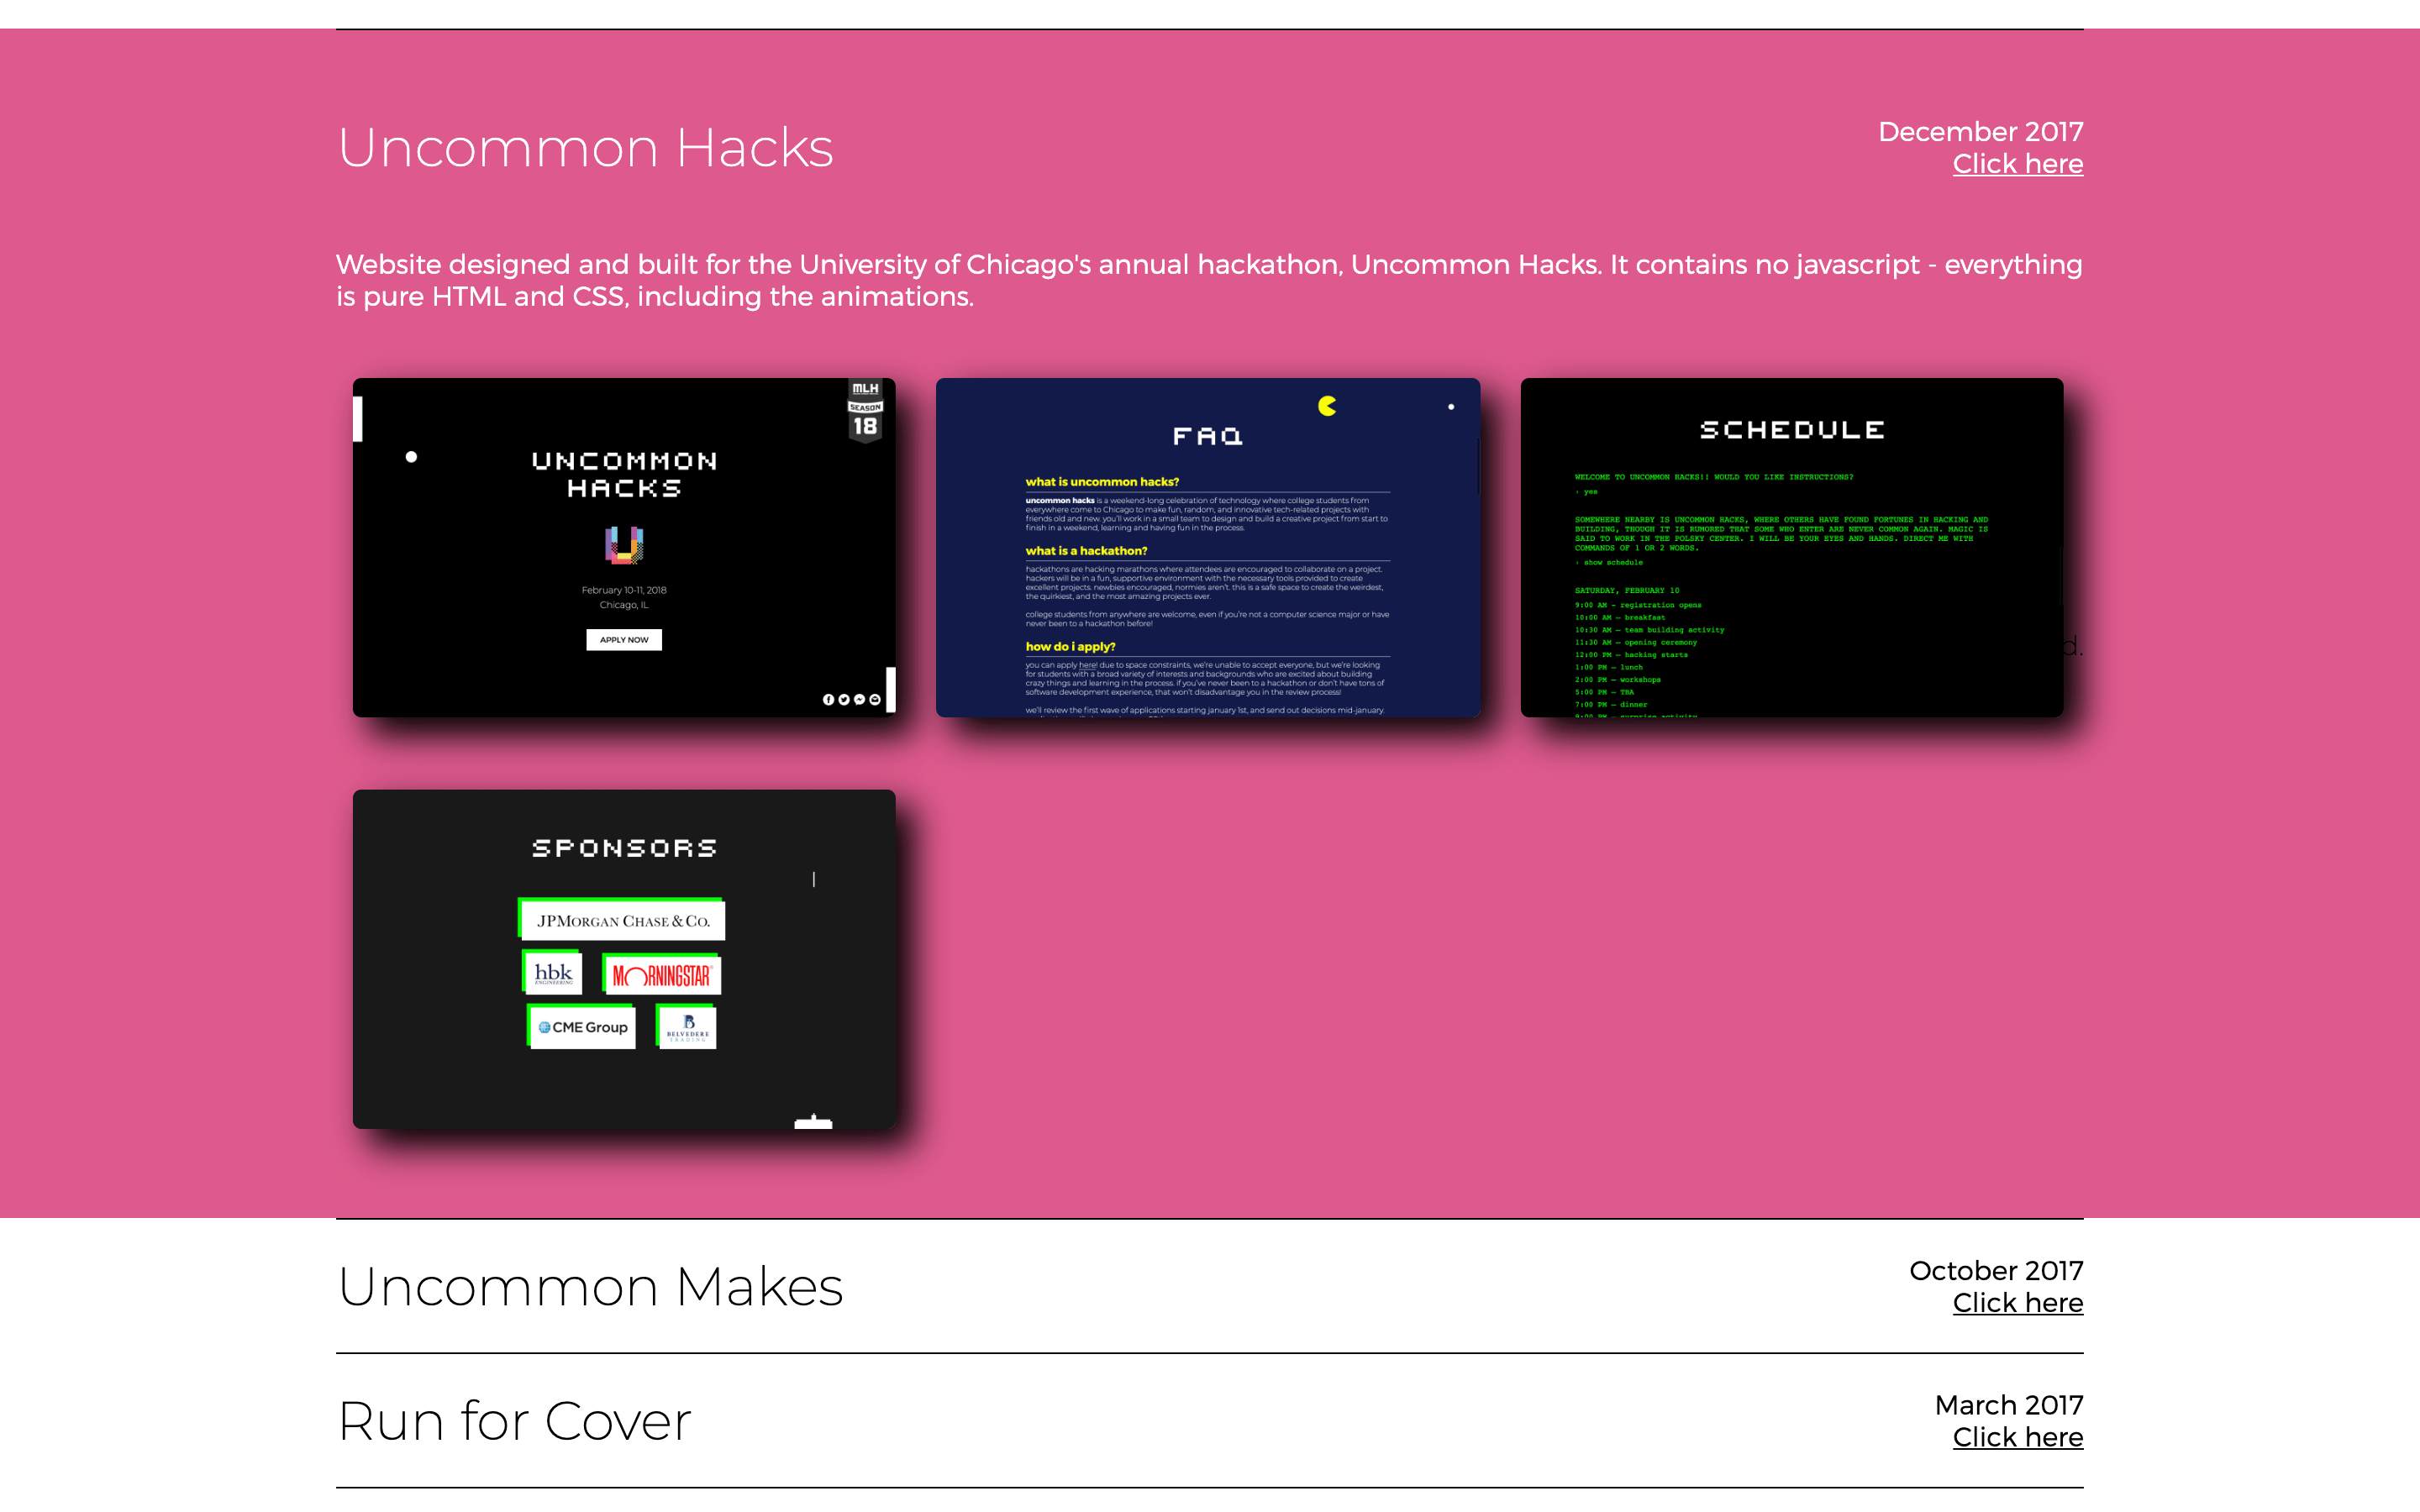 Uncommon Hacks
December 2017
Click here
Website designed and built for the University of Chicago's annual hackathon, Uncommon Hacks. It contains no javascript - everything
is pure HTML and CSS, including the animations.
MLH
SEASON
18
UNCOMMON
HACKS
February 10-11, 2018
Chicago, IL
APPLY NOW
FAQ
what is uncommon hacks?
uncommon hacks is a weekend-long celebration of technology where college students from
everywhere come to Chicago to make fun, random, and innovative tech-related projects with
friends old and new. you'll work in a small team to design and build a creative project from start to
finish in a weekend, learning and having fun in the process.
what is a hackathon?
hackathons are hacking marathons where attendees are encouraged to collaborate on a project.
hackers will be in a fun, supportive environment with the necessary tools provided to create
excellent projects. newbies encouraged, normies aren't. this is a safe space to create the weirdest,
the quirkiest, and the most amazing projects ever.
college students from anywhere are welcome, even if you're not a computer science major or have
never been to a hackathon before!
how do i apply?
you can apply here! due to space constraints, we're unable to accept everyone, but we're looking
for students with a broad variety of interests and backgrounds who are excited about building
crazy things and learning in the process. if you've never been to a hackathon or don't have tons of
software development experience, that won't disadvantage you in the review process!
we'll review the first wave of applications starting january 1st, and send out decisions mid-january.
SCHEDULE
WELCOME TO UNCOMMON HACKS!! WOULD YOU LIKE INSTRUCTIONS?
› yes
SOMEWHERE NEARBY IS UNCOMMON HACKS, WHERE OTHERS HAVE FOUND FORTUNES IN HACKING AND
BUILDING, THOUGH IT IS RUMORED THAT SOME WHO ENTER ARE NEVER COMMON AGAIN. MAGIC IS
SAID TO WORK IN THE POLSKY CENTER. I WILL BE YOUR EYES AND HANDS. DIRECT ME WITH
COMMANDS OF 1 OR 2 WORDS.
› show schedule
SATURDAY, FEBRUARY 10
9:00 AM – registration opens
10:00 AM – breakfast
10:30 AM – team building activity
11:30 AM – opening ceremony
12:00 PM – hacking starts
1:00 PM – lunch
2:00 PM – workshops
5:00 PM – TBA
7:00 PM – dinner
9:00 PM – surprise activity
d.
SPONSORS
JPMORGAN CHASE & CO.
hbk
ENGINEERING
MORNINGSTAR
CME Group
B
BELVEDERE
TRADING
Uncommon Makes
October 2017
Click here
Run for Cover
March 2017
Click here